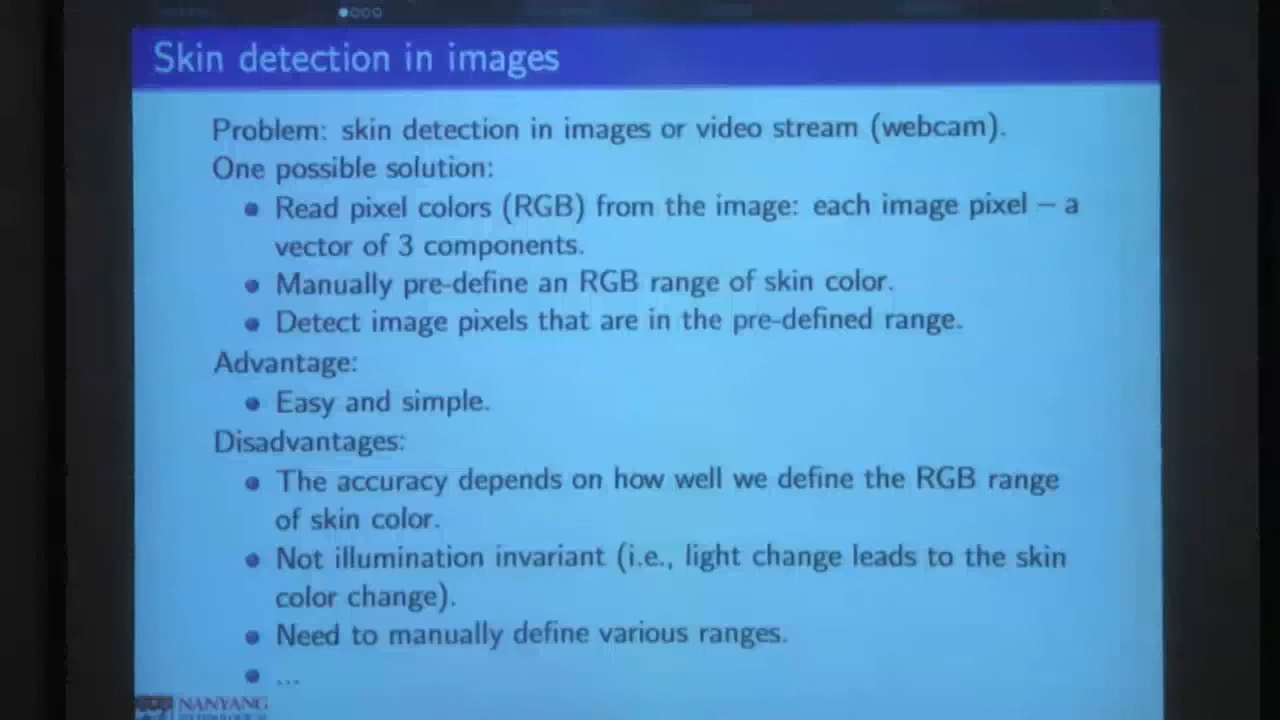 Skin detection in images
Problem: skin detection in images or video stream (webcam).
One possible solution:
Read pixel colors (RGB) from the image: each image pixel – a
vector of 3 components.
Manually pre-define an RGB range of skin color.
Detect image pixels that are in the pre-defined range.
Advantage:
Easy and simple.
Disadvantages:
The accuracy depends on how well we define the RGB range
of skin color.
Not illumination invariant (i.e., light change leads to the skin
color change).
Need to manually define various ranges.
...
NANYANG